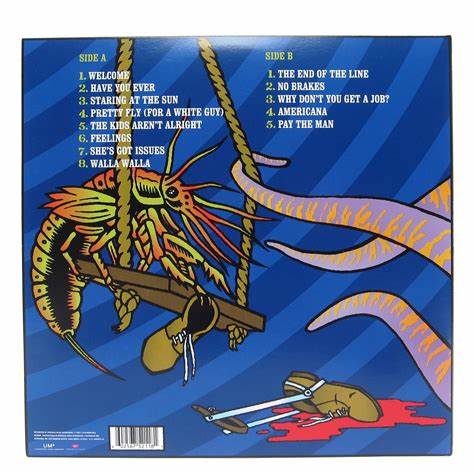 SIDE A
1. WELCOME
2. HAVE YOU EVER
3. STARING AT THE SUN
4. PRETTY FLY (FOR A WHITE GUY)
5. THE KIDS AREN'T ALRIGHT
6. FEELINGS
7. SHE'S GOT ISSUES
8. WALLA WALLA
SIDE B
1. THE END OF THE LINE
2. NO BRAKES
3. WHY DON'T YOU GET A JOB?
4. AMERICANA
5. PAY THE MAN
UMe